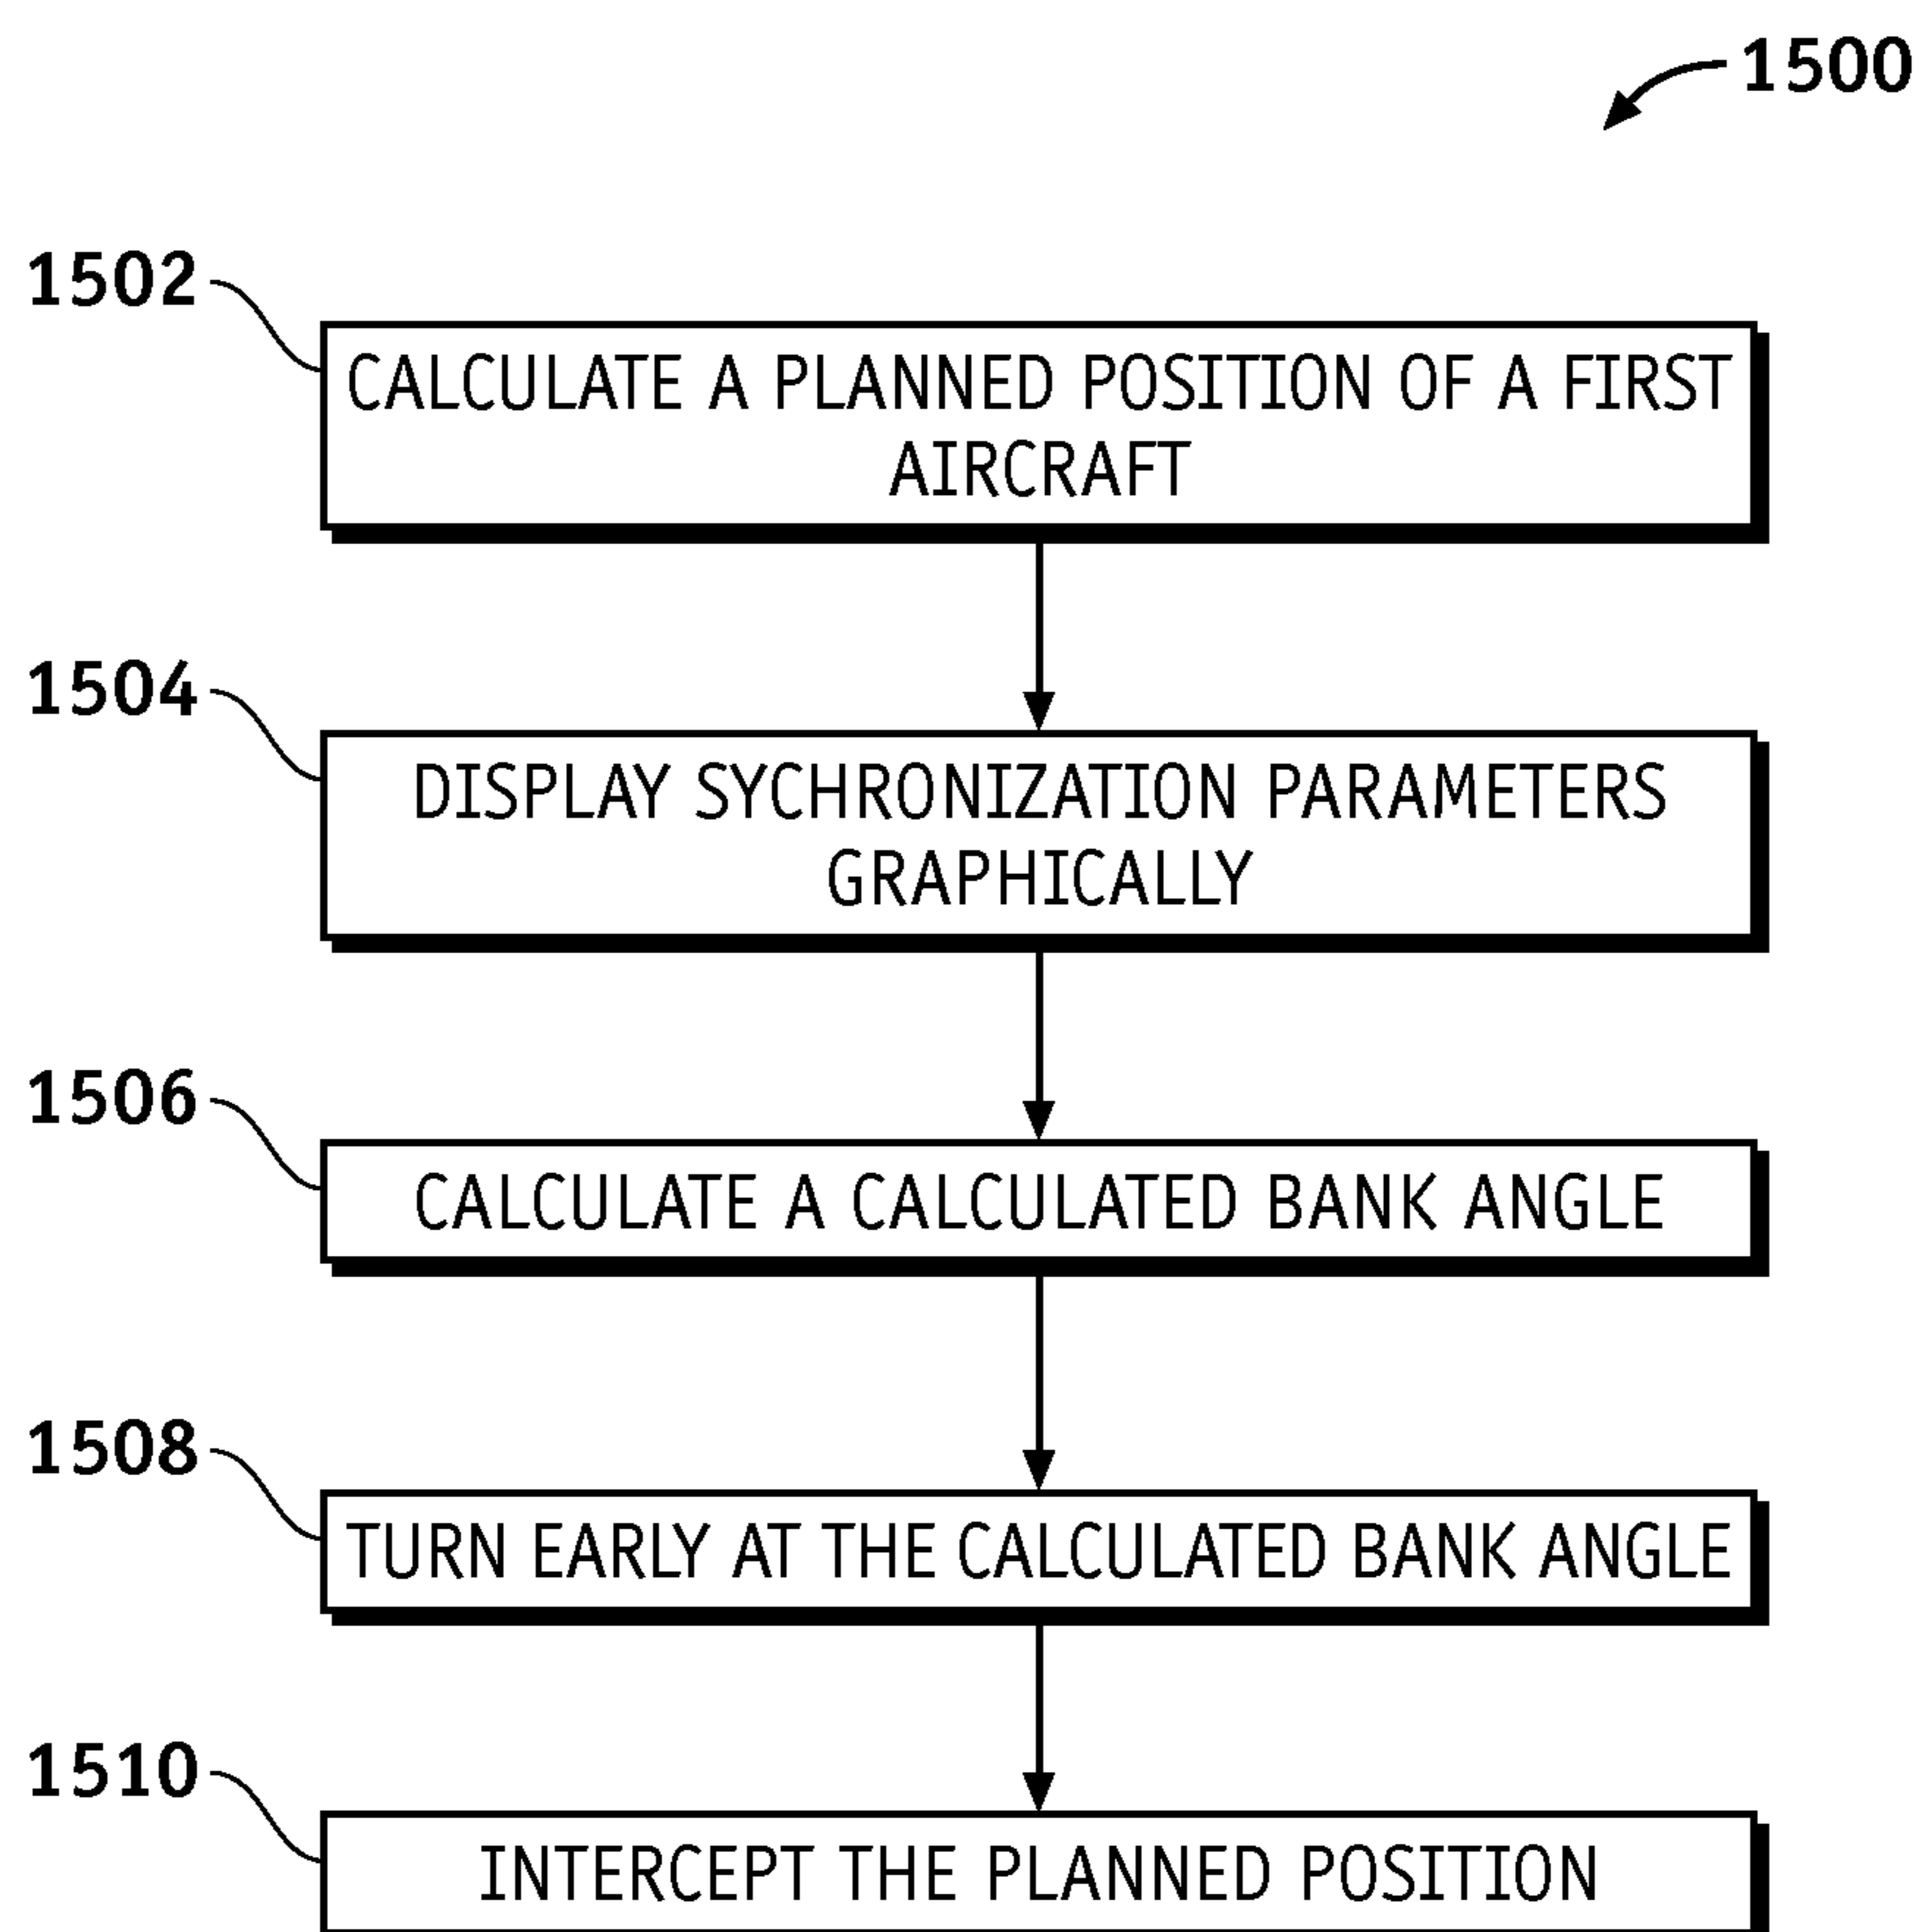 1500
1502
CALCULATE A PLANNED POSITION OF A FIRST
AIRCRAFT
1504
DISPLAY SYCHRONIZATION PARAMETERS
GRAPHICALLY
1506
CALCULATE A CALCULATED BANK ANGLE
1508
TURN EARLY AT THE CALCULATED BANK ANGLE
1510
INTERCEPT THE PLANNED POSITION